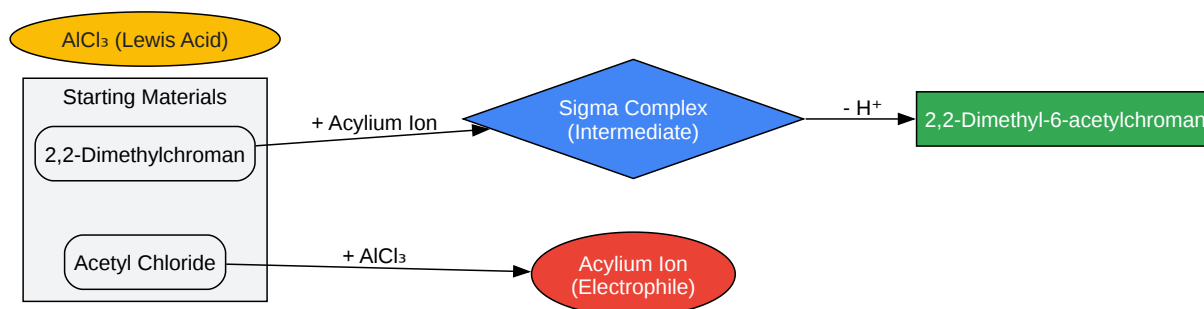 AlCl₃ (Lewis Acid)
Starting Materials
2,2-Dimethylchroman
+ Acylium Ion
Sigma Complex
(Intermediate)
- H⁺
2,2-Dimethyl-6-acetylchroman
Acetyl Chloride
+ AlCl₃
Acylium Ion
(Electrophile)